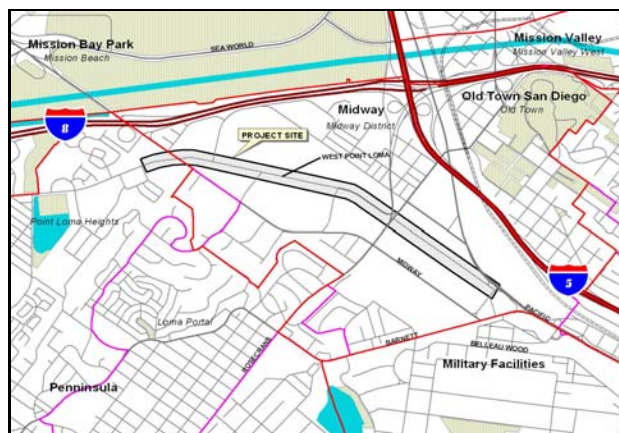 Mission Bay Park
Mission Beach
SEA WORLD
Mission Valley
Mission Valley West
8
Midway
Midway District
Old Town San Diego
Old Town
PROJECT SITE
WEST POINT LOMA
Point Loma Heights
MIDWAY
5
PACIFIC
Loma Portal
ROSECRANS
BARNETT
BELLEAU WOOD
Military Facilities
Penninsula